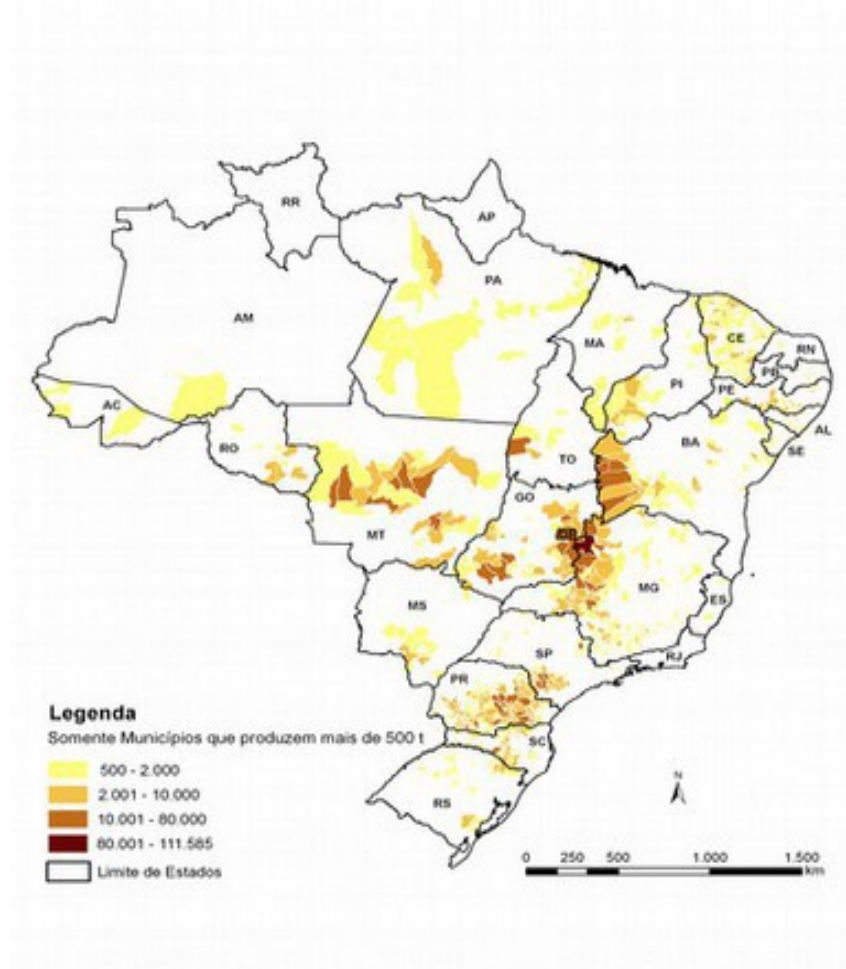 RR
AP
AM
PA
MA
CE
RN
PB
PI
PE
AC
AL
BA
SE
RO
TO
GO
DF
MT
MG
ES
MS
SP
RJ
PR
SC
RS
Legenda
Somente Municípios que produzem mais de 500 t
500 - 2.000
2.001 - 10.000
10.001 - 80.000
80.001 - 111.585
Limite de Estados
N
0 250 500 1.000 1.500
km